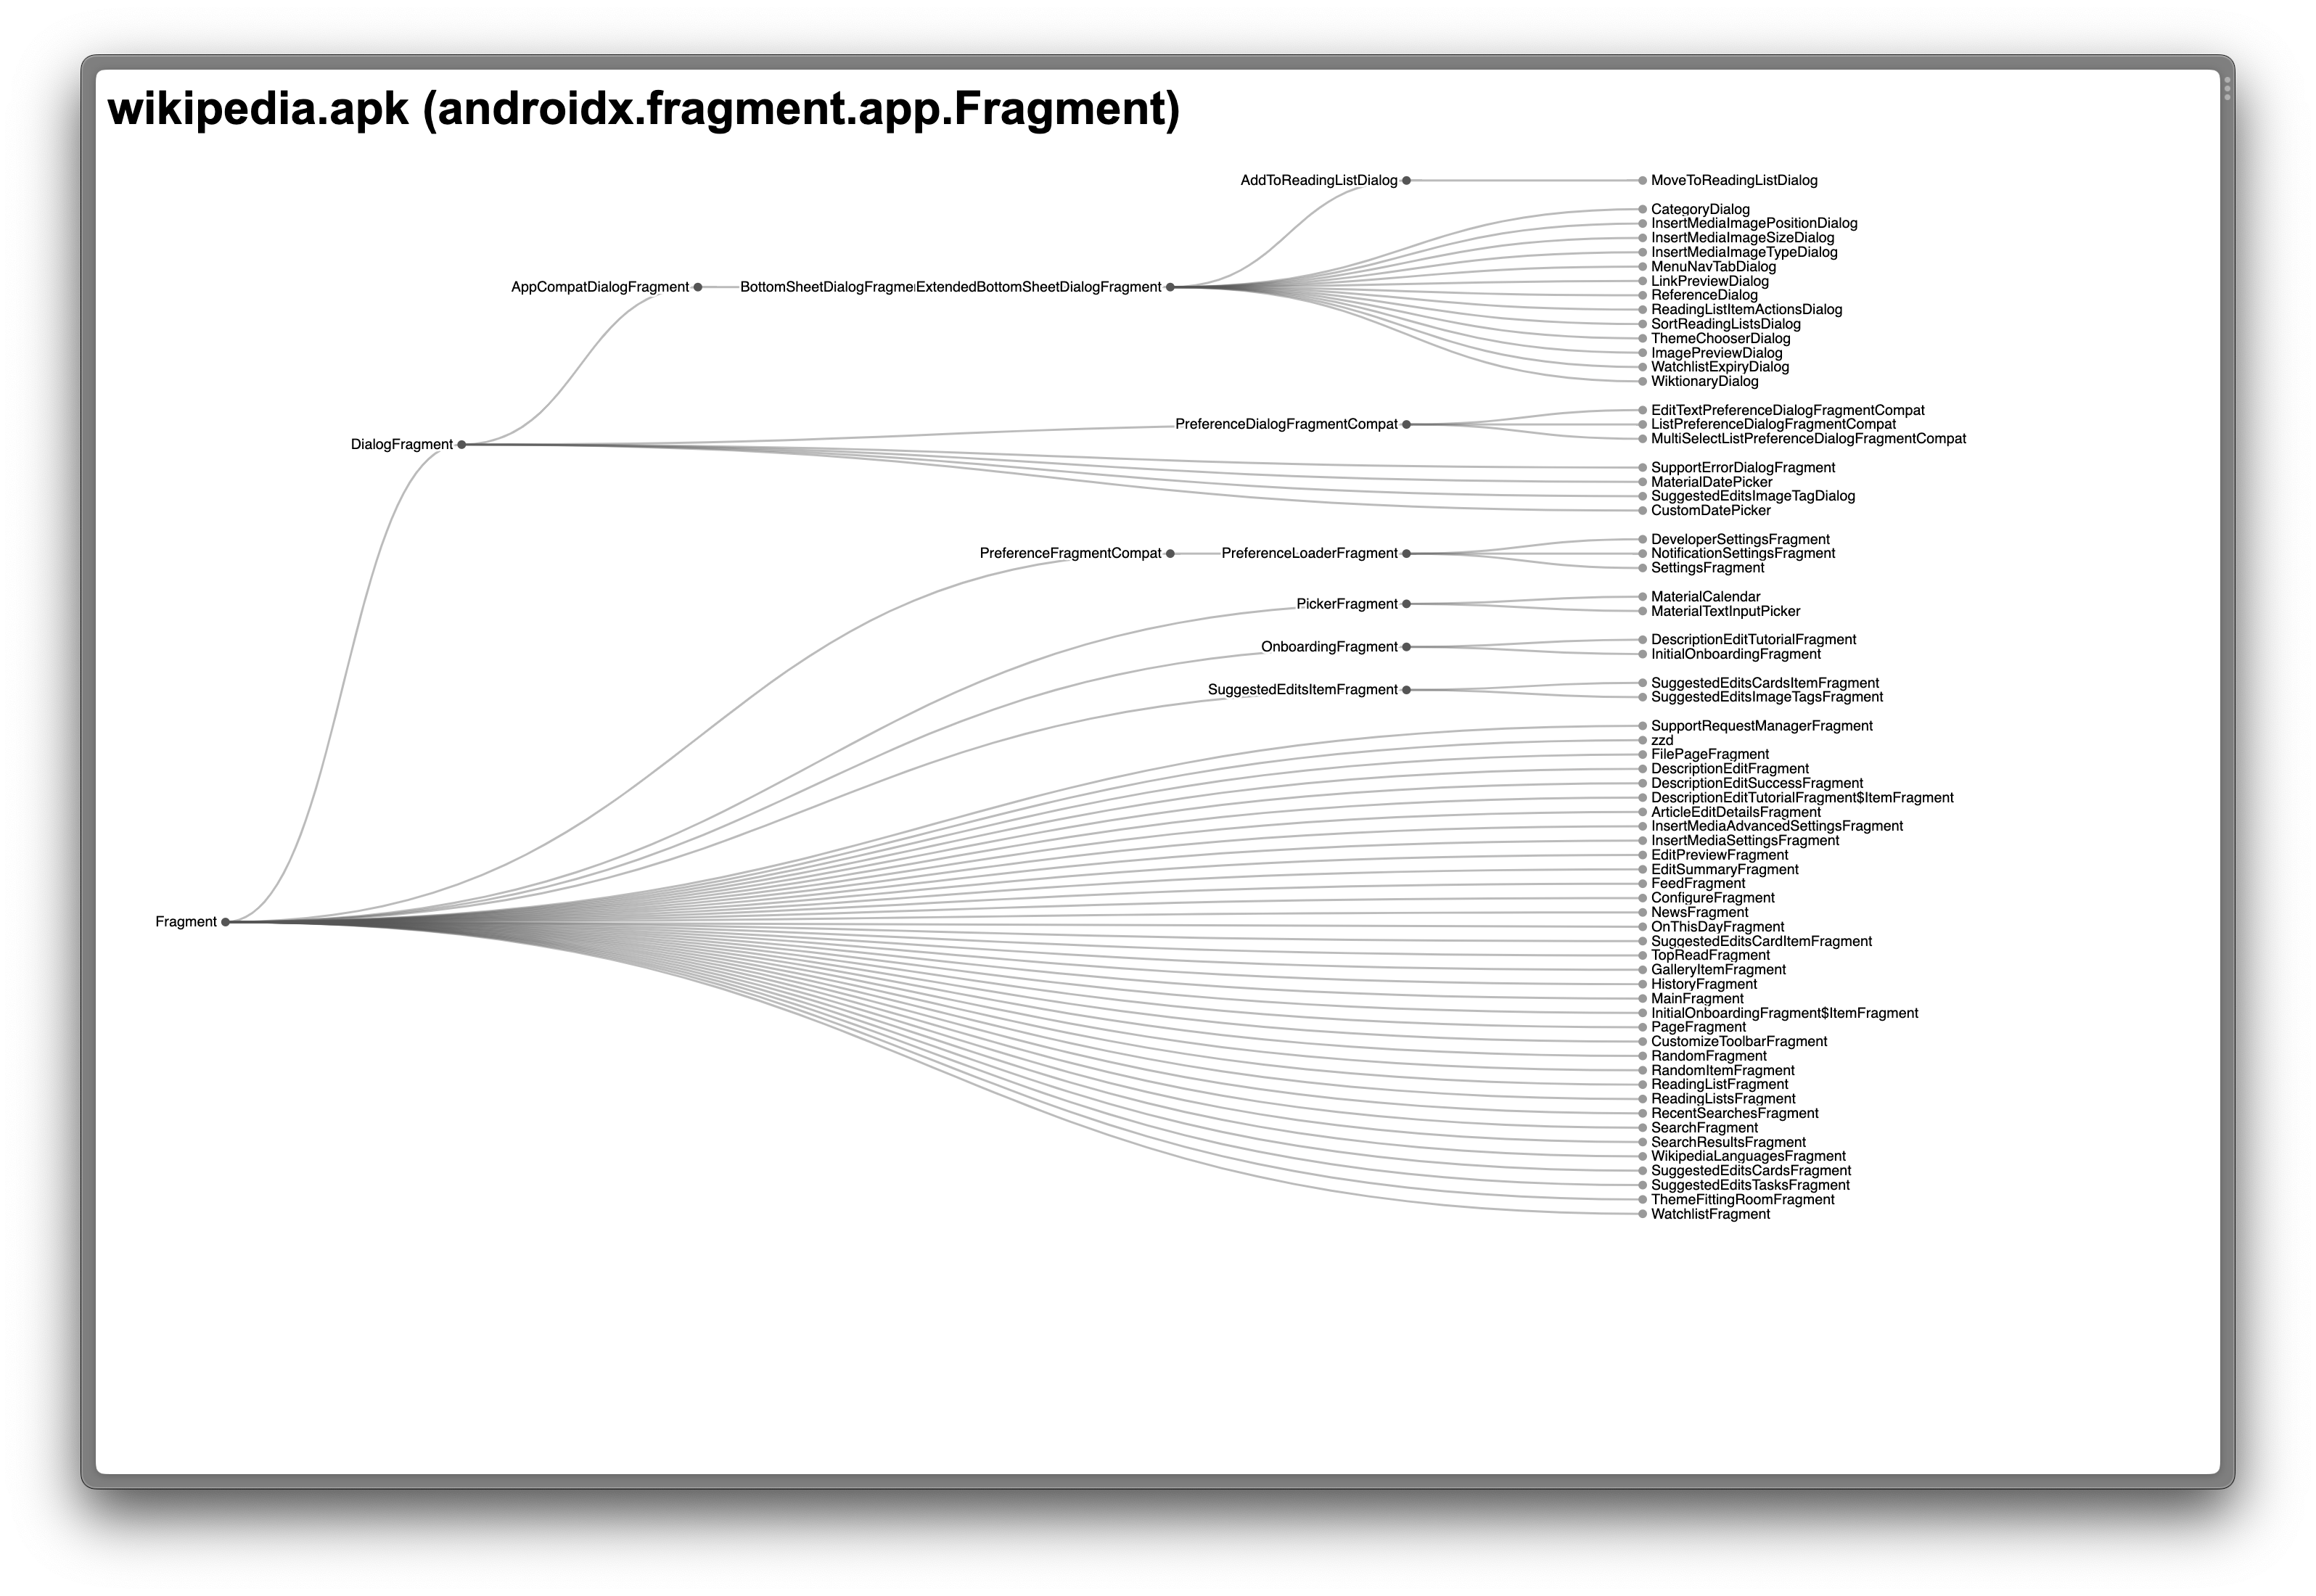 wikipedia.apk (androidx.fragment.app.Fragment)
AddToReadingListDialog
MoveToReadingListDialog
CategoryDialog
InsertMediaImagePositionDialog
InsertMediaImageSizeDialog
InsertMediaImageTypeDialog
MenuNavTabDialog
LinkPreviewDialog
AppCompatDialogFragment
BottomSheetDialogFragme
ExtendedBottomSheetDialogFragment
ReferenceDialog
ReadingListItemActionsDialog
SortReadingListsDialog
ThemeChooserDialog
ImagePreviewDialog
WatchlistExpiryDialog
WiktionaryDialog
EditTextPreferenceDialogFragmentCompat
PreferenceDialogFragmentCompat
ListPreferenceDialogFragmentCompat
MultiSelectListPreferenceDialogFragmentCompat
DialogFragment
SupportErrorDialogFragment
MaterialDatePicker
SuggestedEditsImageTagDialog
CustomDatePicker
DeveloperSettingsFragment
PreferenceFragmentCompat
PreferenceLoaderFragment
NotificationSettingsFragment
SettingsFragment
MaterialCalendar
PickerFragment
MaterialTextInputPicker
DescriptionEditTutorialFragment
OnboardingFragment
InitialOnboardingFragment
SuggestedEditsCardsItemFragment
SuggestedEditsItemFragment
SuggestedEditsImageTagsFragment
SupportRequestManagerFragment
zzd
FilePageFragment
DescriptionEditFragment
DescriptionEditSuccessFragment
DescriptionEditTutorialFragment$ItemFragment
ArticleEditDetailsFragment
InsertMediaAdvancedSettingsFragment
InsertMediaSettingsFragment
EditPreviewFragment
EditSummaryFragment
FeedFragment
ConfigureFragment
NewsFragment
Fragment
OnThisDayFragment
SuggestedEditsCardItemFragment
TopReadFragment
GalleryItemFragment
HistoryFragment
MainFragment
InitialOnboardingFragment$ItemFragment
PageFragment
CustomizeToolbarFragment
RandomFragment
RandomItemFragment
ReadingListFragment
ReadingListsFragment
RecentSearchesFragment
SearchFragment
SearchResultsFragment
WikipediaLanguagesFragment
SuggestedEditsCardsFragment
SuggestedEditsTasksFragment
ThemeFittingRoomFragment
WatchlistFragment